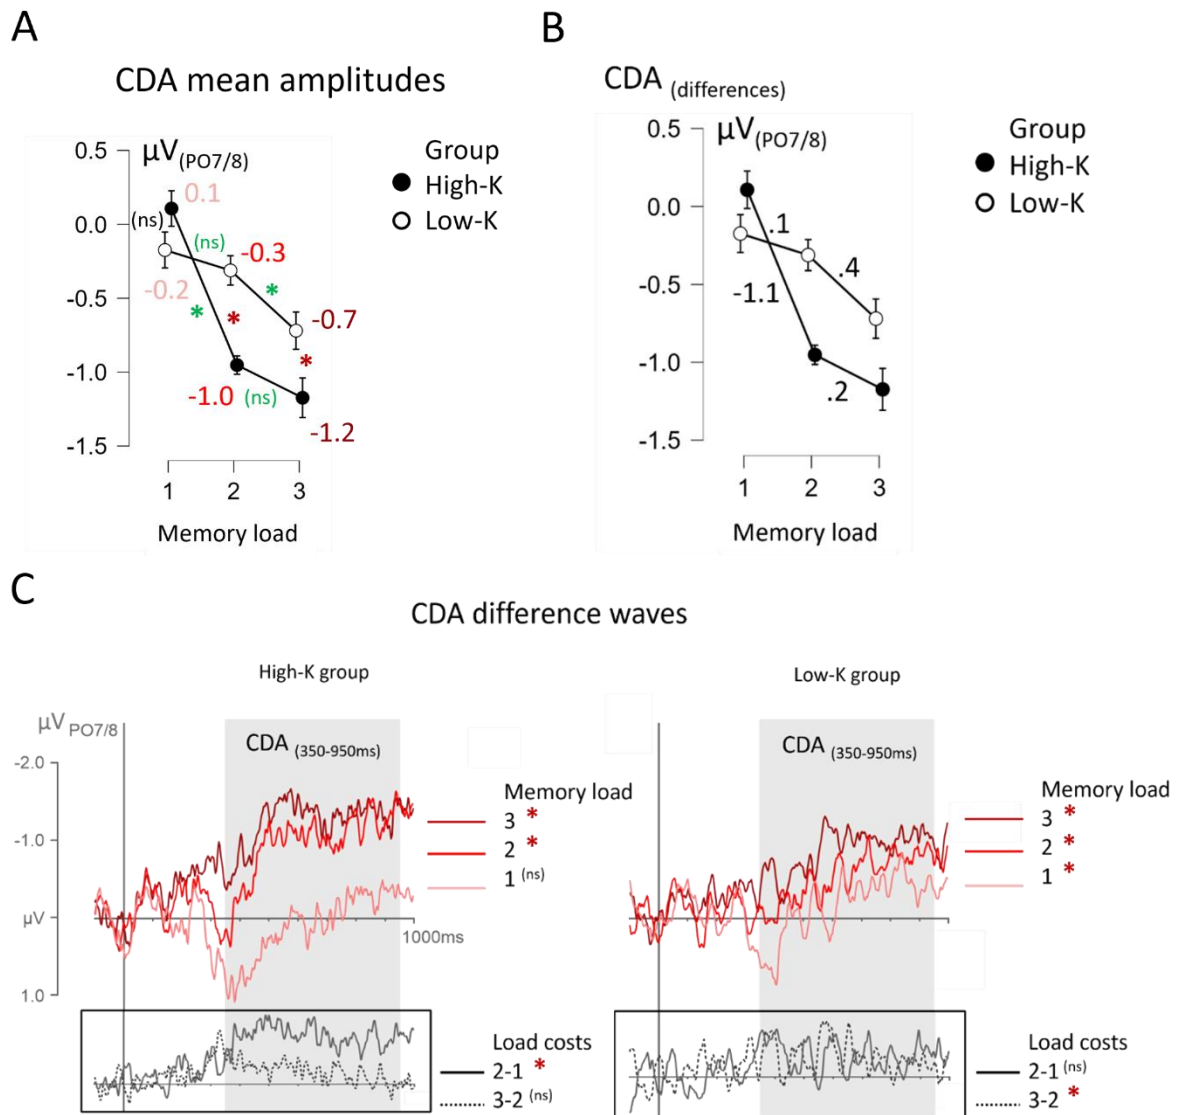 A
CDA mean amplitudes
µV(PO7/8)
Group
High-K
Low-K
0.5
0.0
-0.5
-1.0
-1.5
0.1
(ns)
(ns)
-0.3
-0.2
*
*
*
-0.7
*
-1.0
(ns)
-1.2
1 2 3
Memory load
B
CDA (differences)
µV(PO7/8)
Group
High-K
Low-K
0.5
0.0
-0.5
-1.0
-1.5
.1
.4
-1.1
.2
1 2 3
Memory load
C
CDA difference waves
High-K group
µV PO7/8
CDA (350-950ms)
-2.0
-1.0
µV
1.0
1000ms
Memory load
3 *
2 *
1 (ns)
Load costs
2-1 *
3-2 (ns)
Low-K group
CDA (350-950ms)
Memory load
3 *
2 *
1 *
Load costs
2-1 (ns)
3-2 *